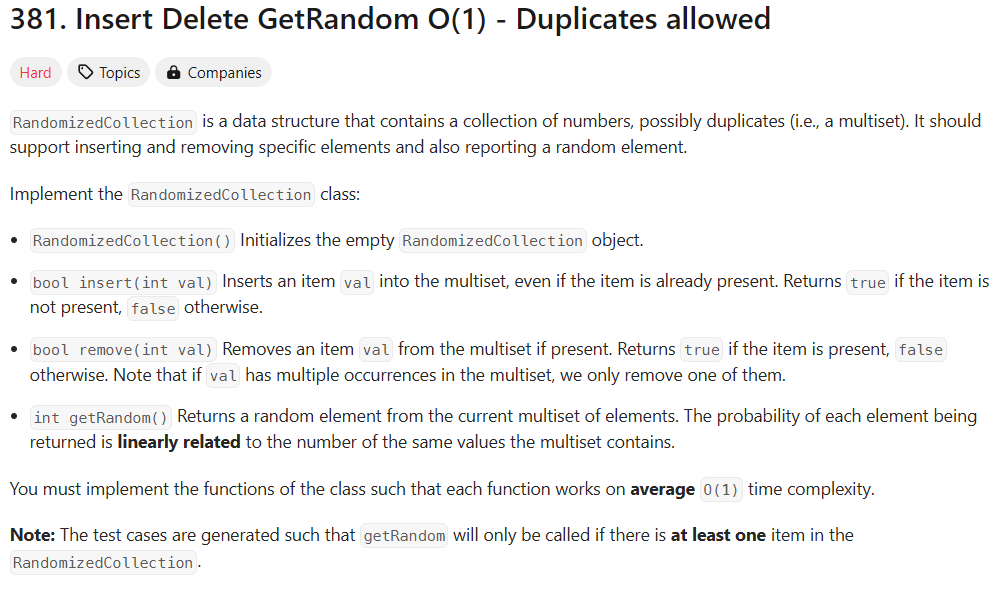 381. Insert Delete GetRandom O(1) - Duplicates allowed
Hard Topics Companies
RandomizedCollection is a data structure that contains a collection of numbers, possibly duplicates (i.e., a multiset). It should
support inserting and removing specific elements and also reporting a random element.
Implement the RandomizedCollection class:
• RandomizedCollection() Initializes the empty RandomizedCollection object.
• bool insert(int val) Inserts an item val into the multiset, even if the item is already present. Returns true if the item is
not present, false otherwise.
• bool remove(int val) Removes an item val from the multiset if present. Returns true if the item is present, false
otherwise. Note that if val has multiple occurrences in the multiset, we only remove one of them.
• int getRandom() Returns a random element from the current multiset of elements. The probability of each element being
returned is linearly related to the number of the same values the multiset contains.
You must implement the functions of the class such that each function works on average O(1) time complexity.
Note: The test cases are generated such that getRandom will only be called if there is at least one item in the
RandomizedCollection.